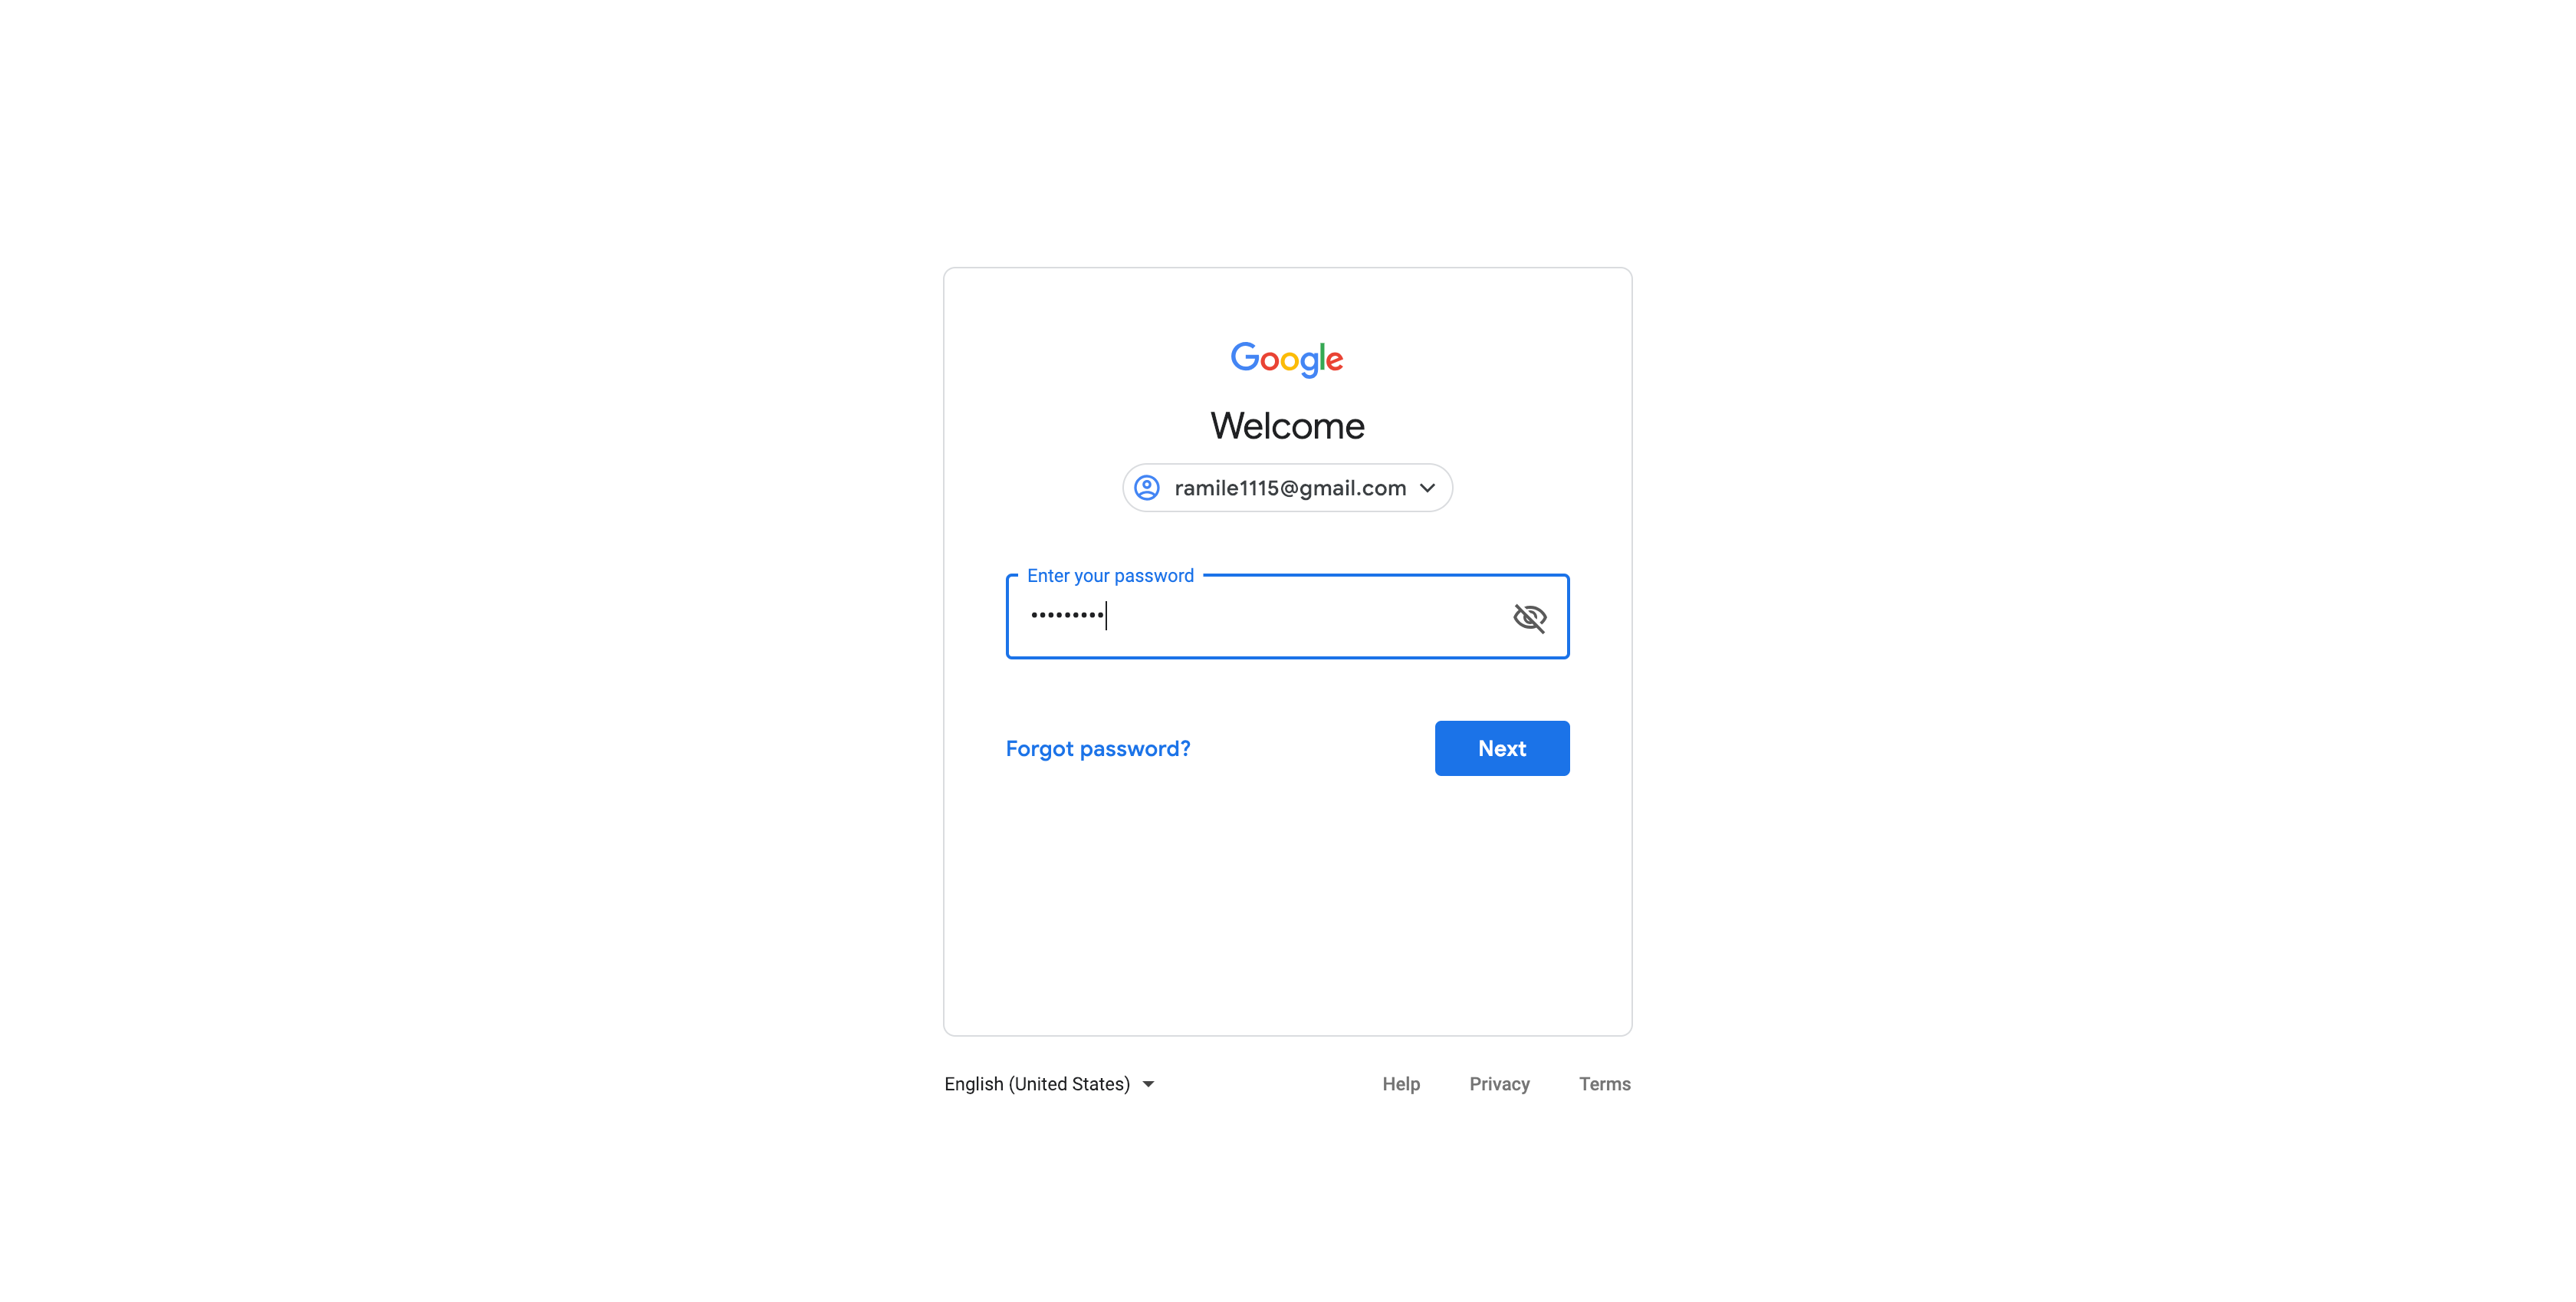 Google
Welcome
ramile1115@gmail.com
Enter your password
•••••••••
Forgot password?
Next
English (United States)
Help
Privacy
Terms